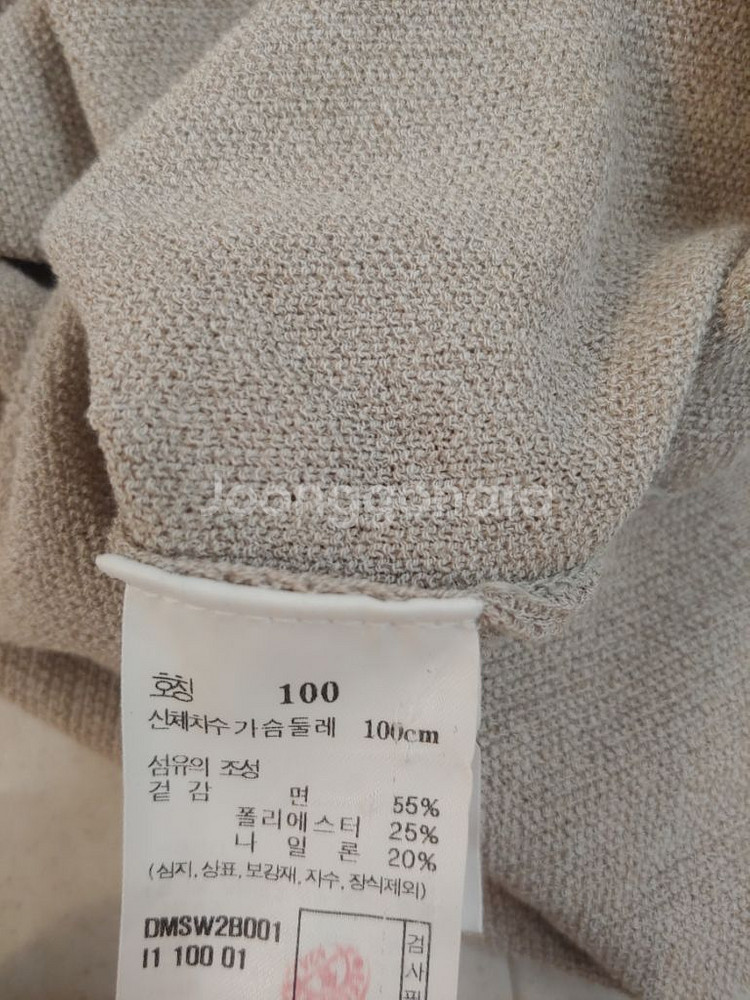 Joonggonara
호칭 100
신체치수 가슴둘레 100cm
섬유의 조성
겉감 면 55%
폴리에스터 25%
나일론 20%
(심지, 상표, 보강재, 자수, 장식제외)
DMSW2B001
I1 100 01
검사필